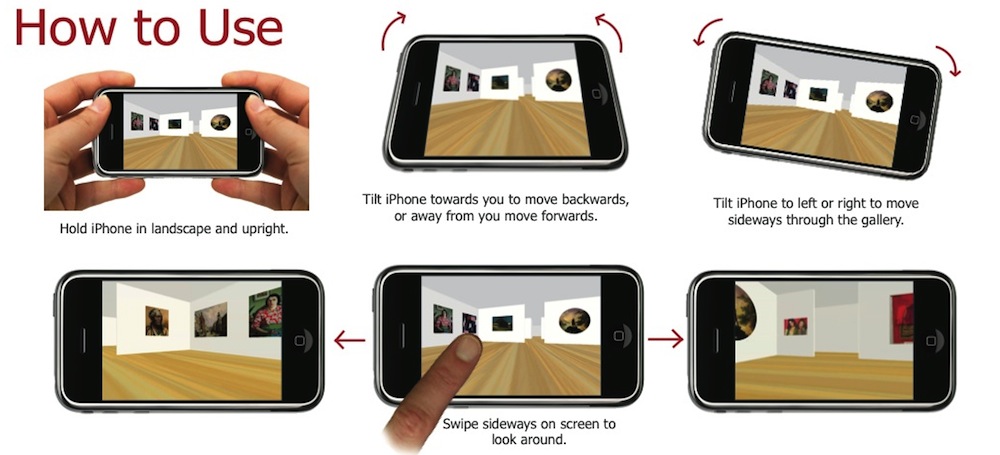 How to Use
Hold iPhone in landscape and upright.
Tilt iPhone towards you to move backwards,
or away from you move forwards.
Tilt iPhone to left or right to move
sideways through the gallery.
Swipe sideways on screen to
look around.